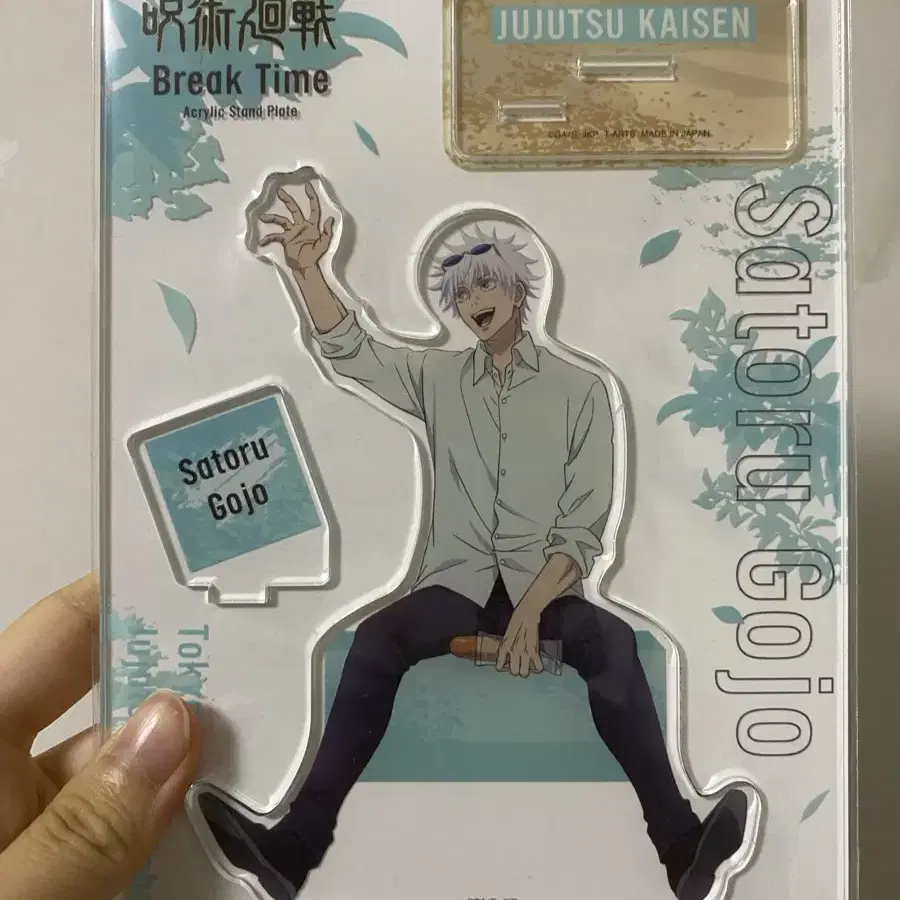 呪術廻戦
Break Time
Acrylic Stand Plate
JUJUTSU KAISEN
MADE IN JAPAN
Satoru
Gojo
Satoru Gojo